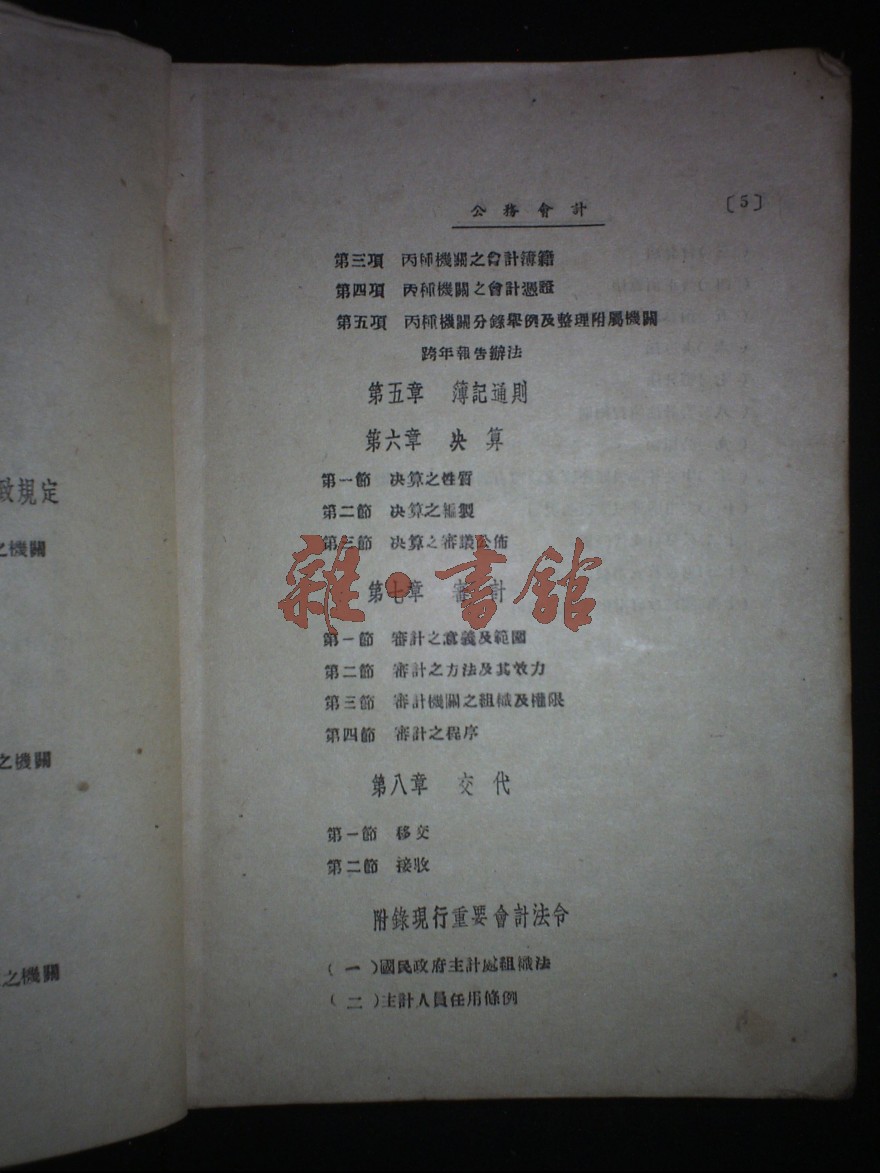 公務會計
〔5〕
第三項 丙種機關之會計簿籍
第四項 丙種機關之會計憑證
第五項 丙種機關分錄舉例及整理附屬機關
跨年報告辦法
第五章 簿記通則
第六章 決算
第一節 決算之性質
第二節 決算之編製
第三節 決算之審議公佈
第七章 審計
雜·書館
第一節 審計之意義及範圍
第二節 審計之方法及其效力
第三節 審計機關之組織及權限
第四節 審計之程序
第八章 交代
第一節 移交
第二節 接收
附錄現行重要會計法令
(一)國民政府主計處組織法
(二)主計人員任用條例
致規定
之機關
之機關
之機關